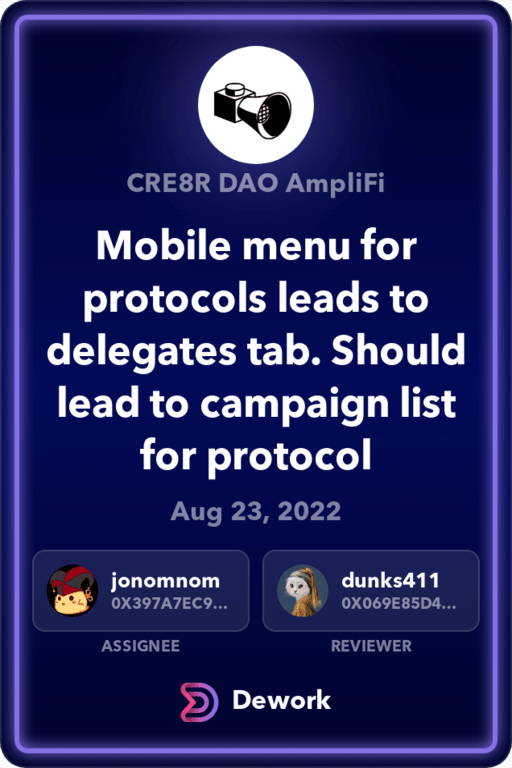 CRE8R DAO AmpliFi
Mobile menu for
protocols leads to
delegates tab. Should
lead to campaign list
for protocol
Aug 23, 2022
jonomnom
0X397A7EC9...
dunks411
0X069E85D4...
ASSIGNEE
REVIEWER
Dework